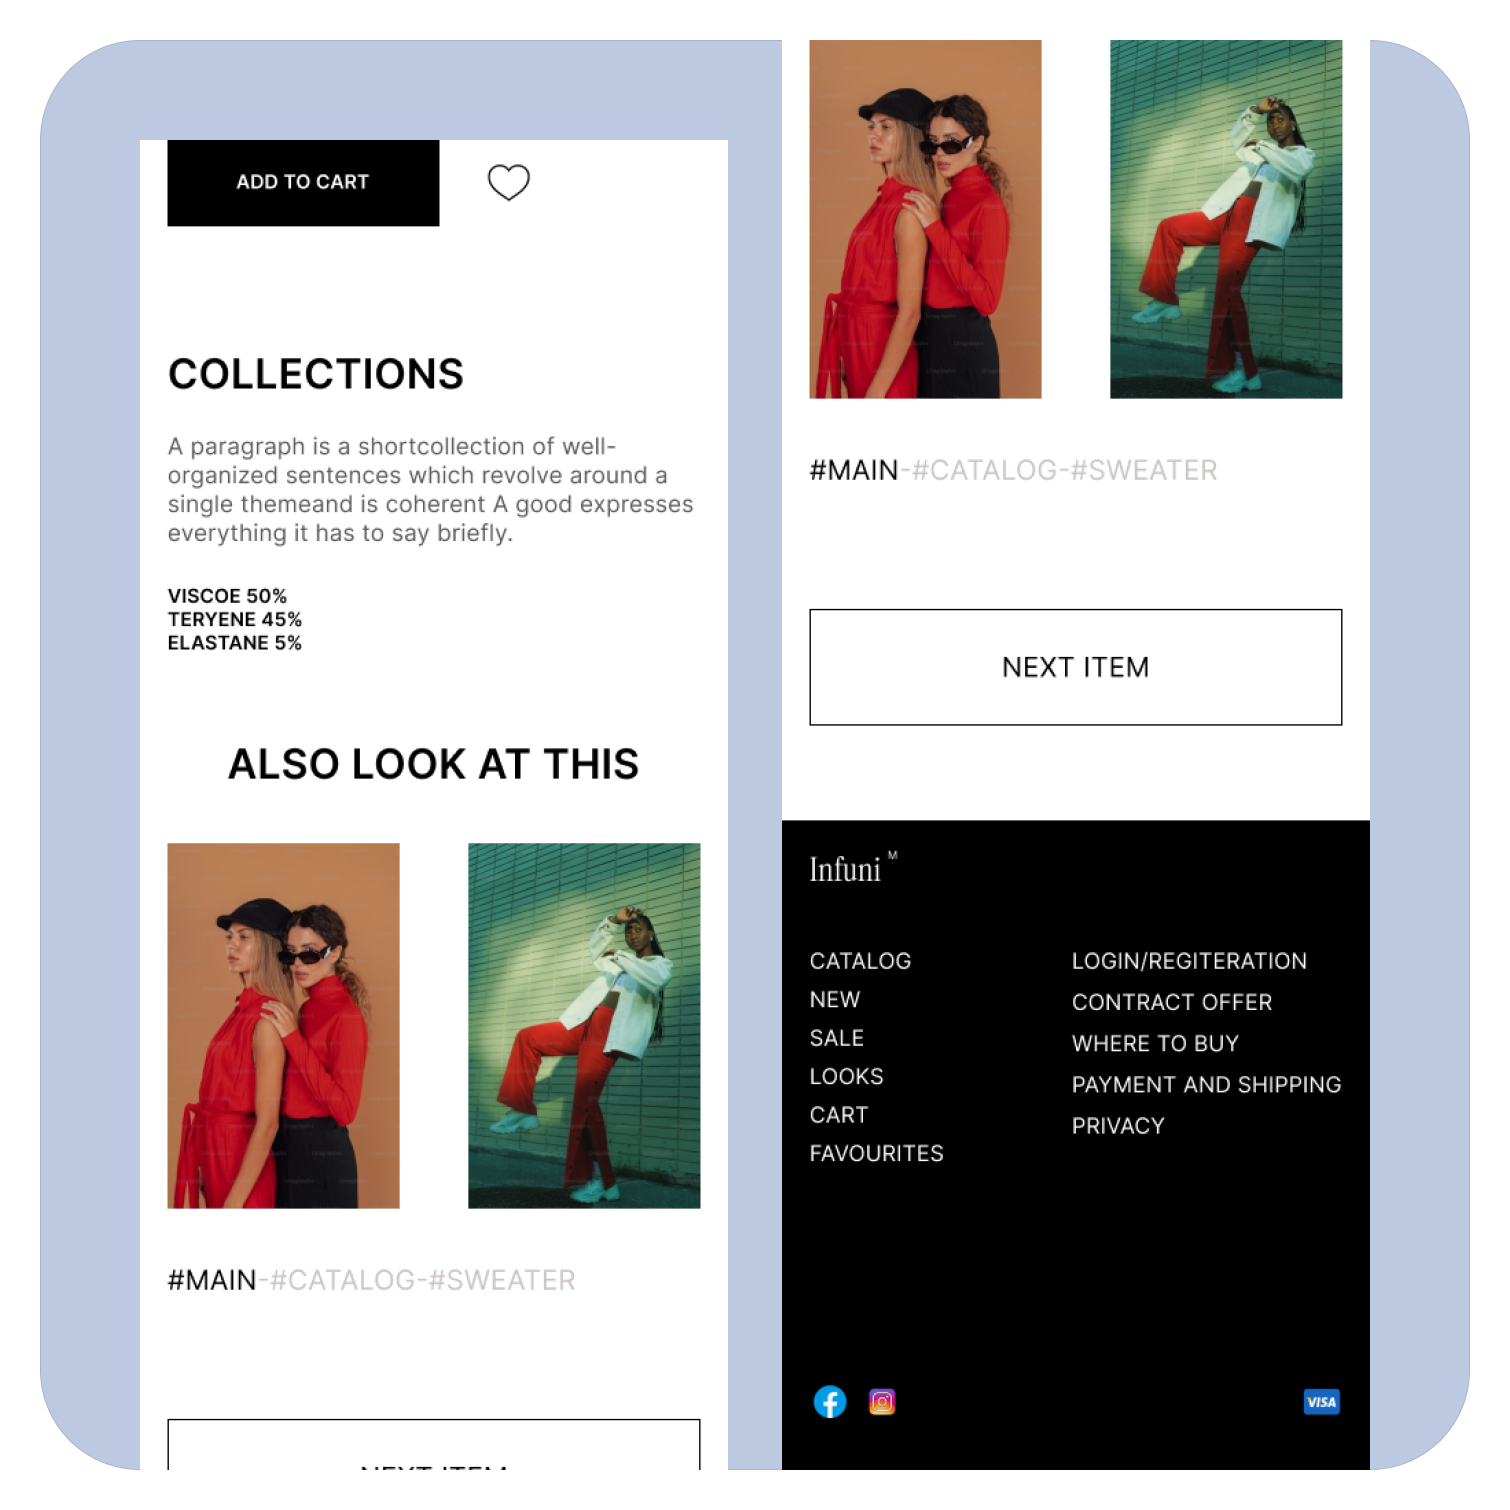 ADD TO CART
COLLECTIONS
A paragraph is a shortcollection of well-
organized sentences which revolve around a
single themeand is coherent A good expresses
everything it has to say briefly.
VISCOE 50%
TERYENE 45%
ELASTANE 5%
ALSO LOOK AT THIS
#MAIN-#CATALOG-#SWEATER
NEXT ITEM
#MAIN-#CATALOG-#SWEATER
NEXT ITEM
Infuni M
CATALOG
NEW
SALE
LOOKS
CART
FAVOURITES
LOGIN/REGITERATION
CONTRACT OFFER
WHERE TO BUY
PAYMENT AND SHIPPING
PRIVACY
VISA